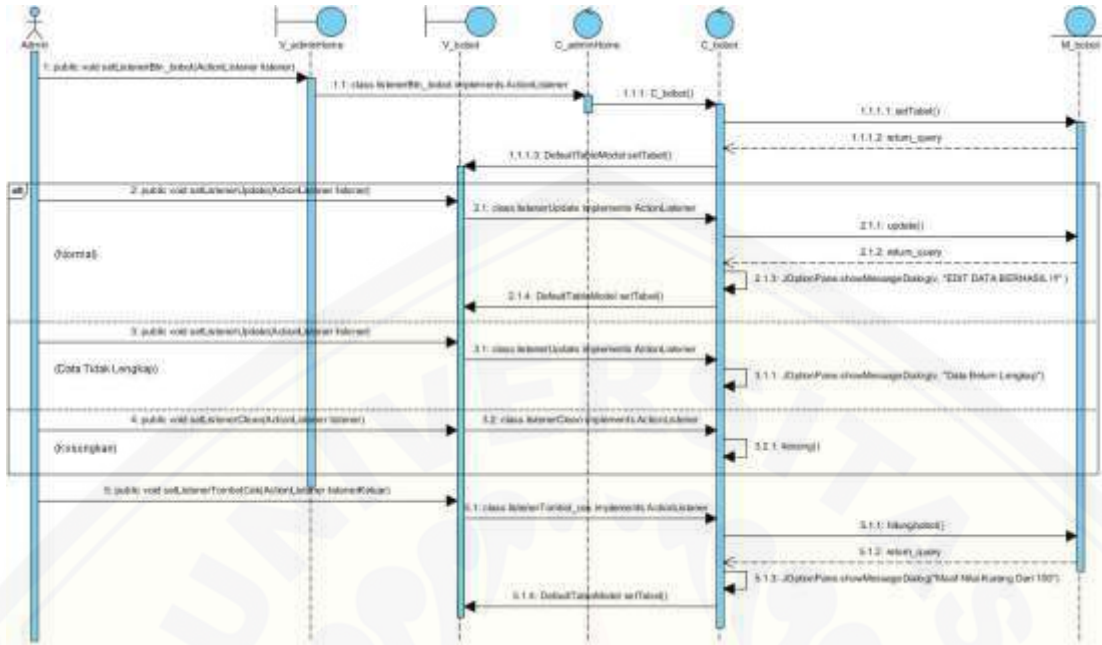 Admin
V_adminHome
V_bobot
C_adminHome
C_bobot
M_bobot
1: public void setListenerBtn_bobot(ActionListener listener)
1.1: class listenerBtn_bobot implements ActionListener
1.1.1: C_bobot()
1.1.1.1: setTabel()
1.1.1.2: return_query
1.1.1.3: DefaultTableModel setTabel()
alt
2: public void setListenerUpdate(ActionListener listener)
2.1: class listenerUpdate implements ActionListener
2.1.1: update()
2.1.2: return_query
(Normal)
2.1.3: JOptionPane.showMessageDialog(v, "EDIT DATA BERHASIL !!!" )
2.1.4: DefaultTableModel setTabel()
3: public void setListenerUpdate(ActionListener listener)
3.1: class listenerUpdate implements ActionListener
(Data Tidak Lengkap)
3.1.1: JOptionPane.showMessageDialog(v, "Data Belum Lengkap")
4: public void setListenerClean(ActionListener listener)
3.2: class listenerClean implements ActionListener
(Kosongkan)
3.2.1: kosong()
5: public void setListenerTombolCek(ActionListener listenerKeluar)
5.1: class listenerTombol_cek implements ActionListener
5.1.1: hitungbobot()
5.1.2: return_query
5.1.3: JOptionPane.showMessageDialog("Maaf Nilai Kurang Dari 100")
5.1.4: DefaultTableModel setTabel()
UNIVERSITAS